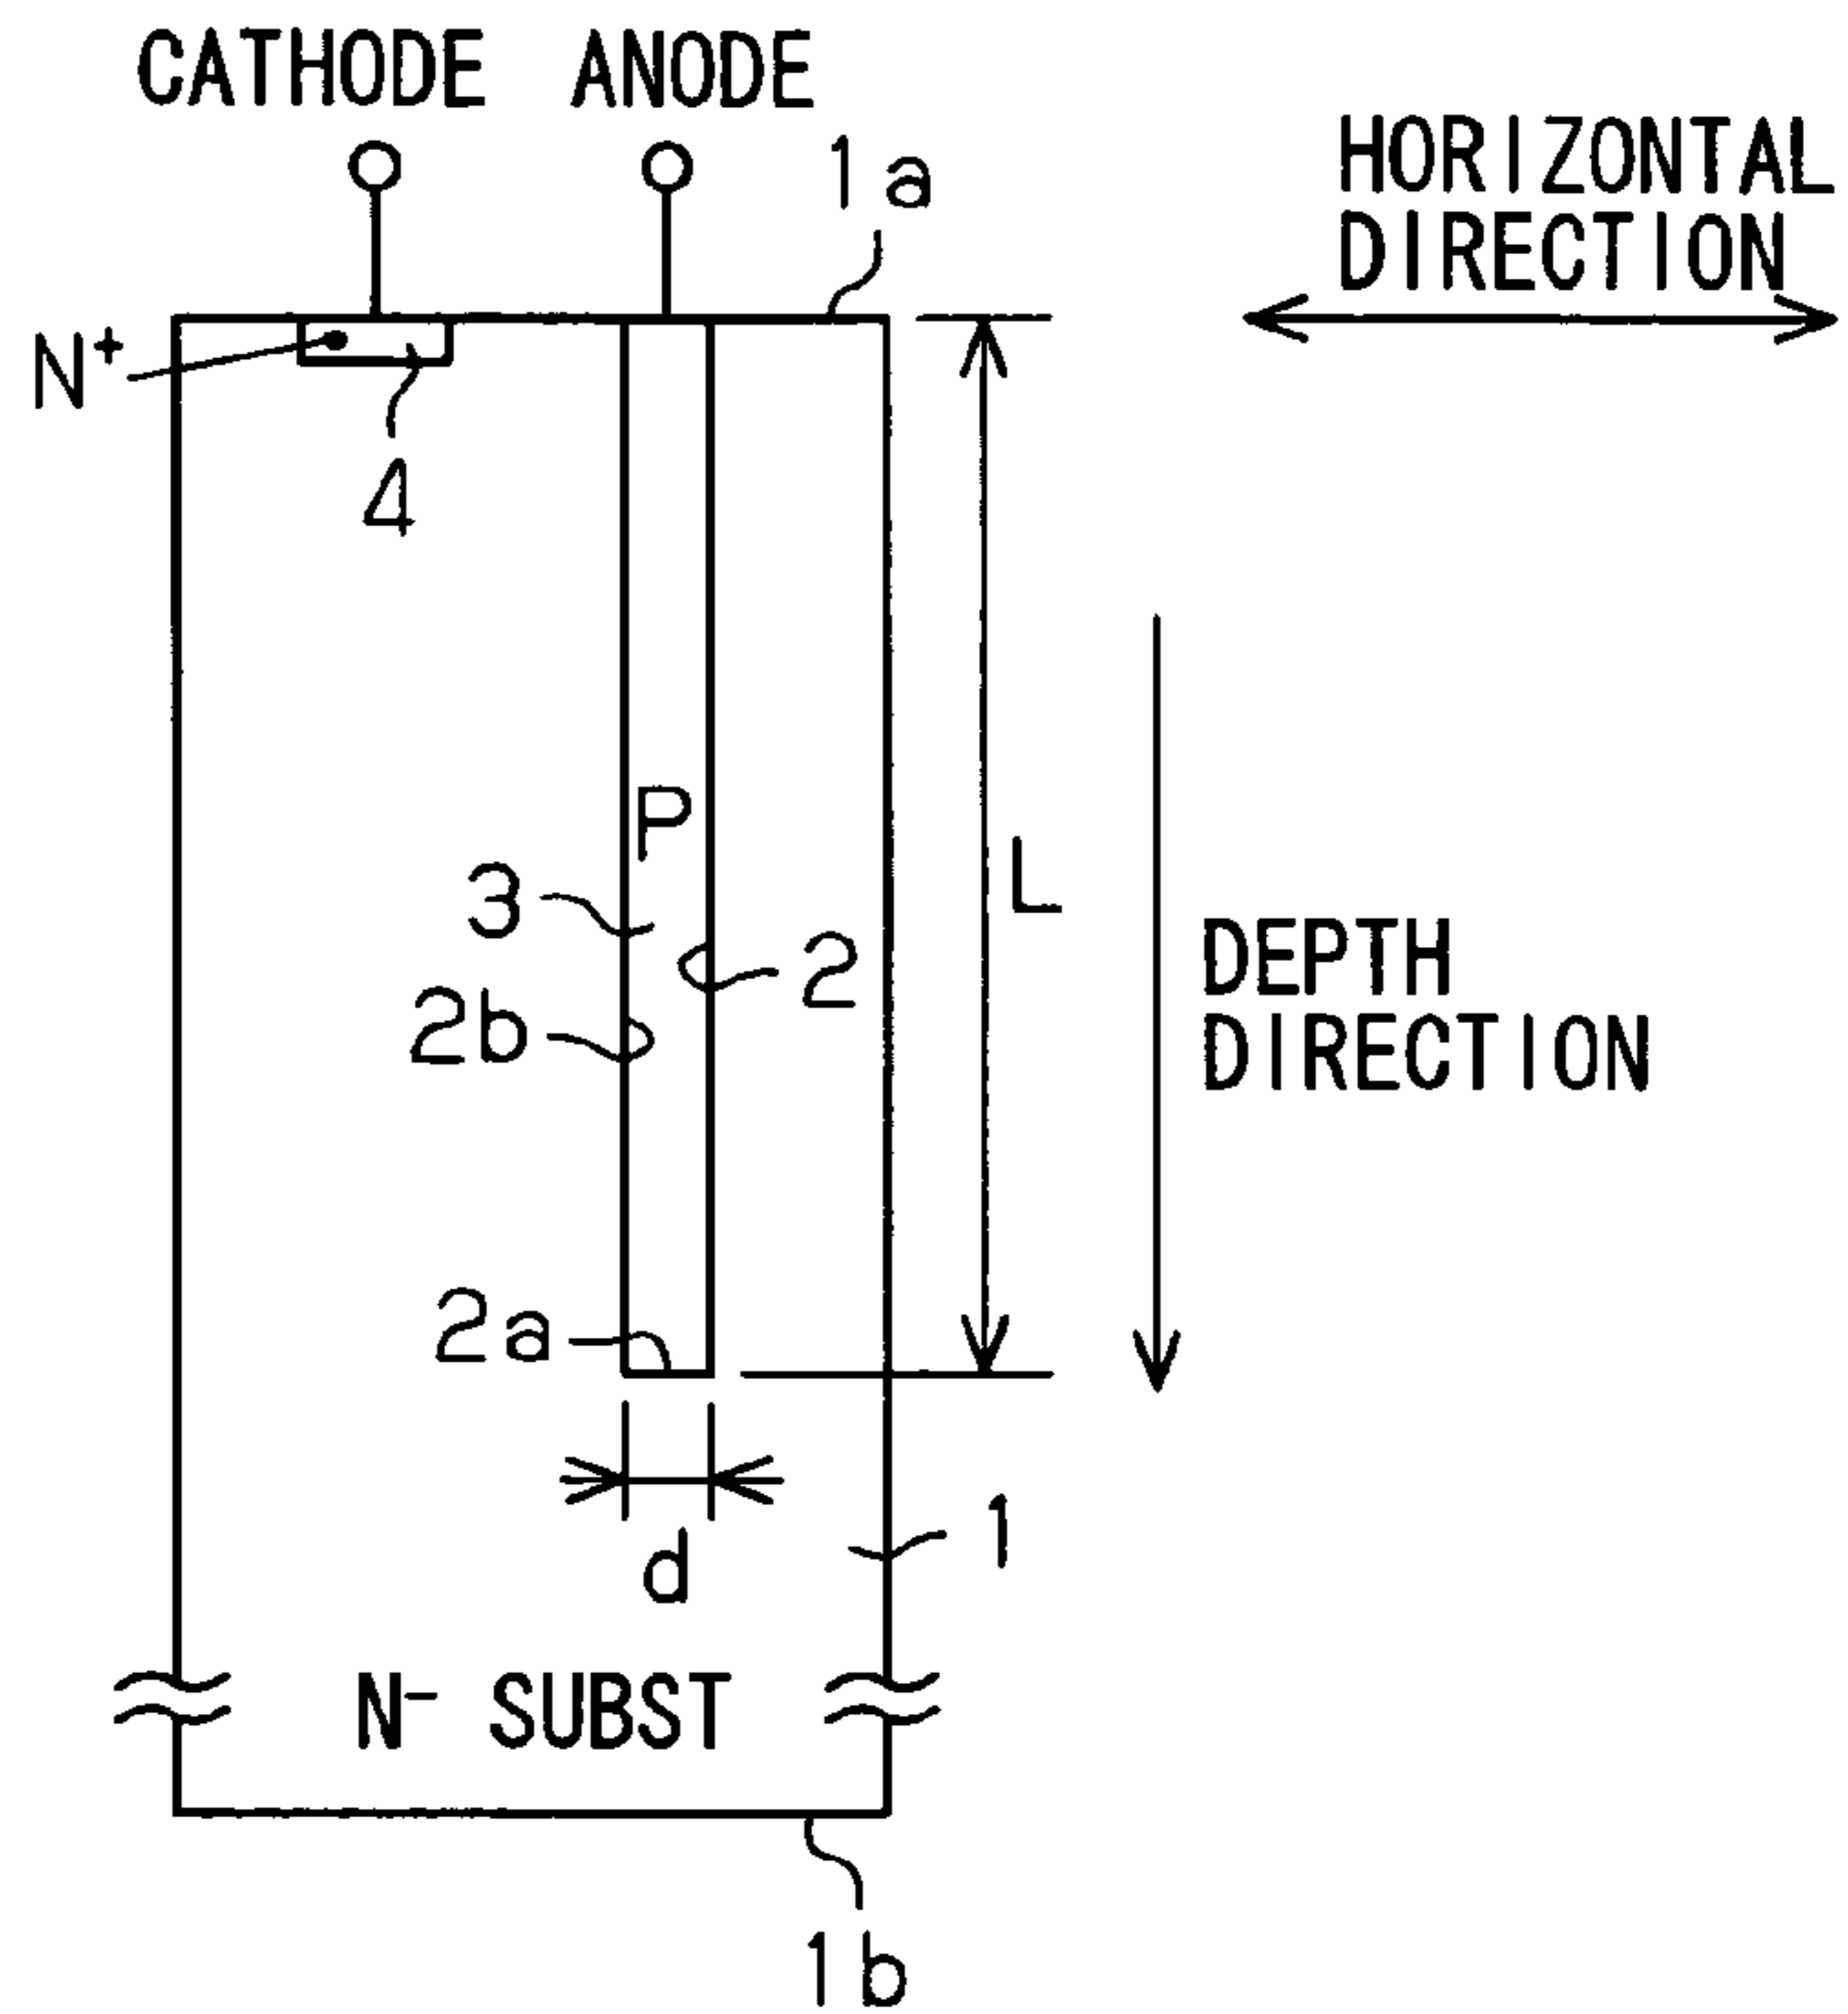 CATHODE ANODE
1a
HORIZONTAL
DIRECTION
N+
4
P
3
L
2
2b
DEPTH
DIRECTION
2a
1
d
N- SUBST
1b